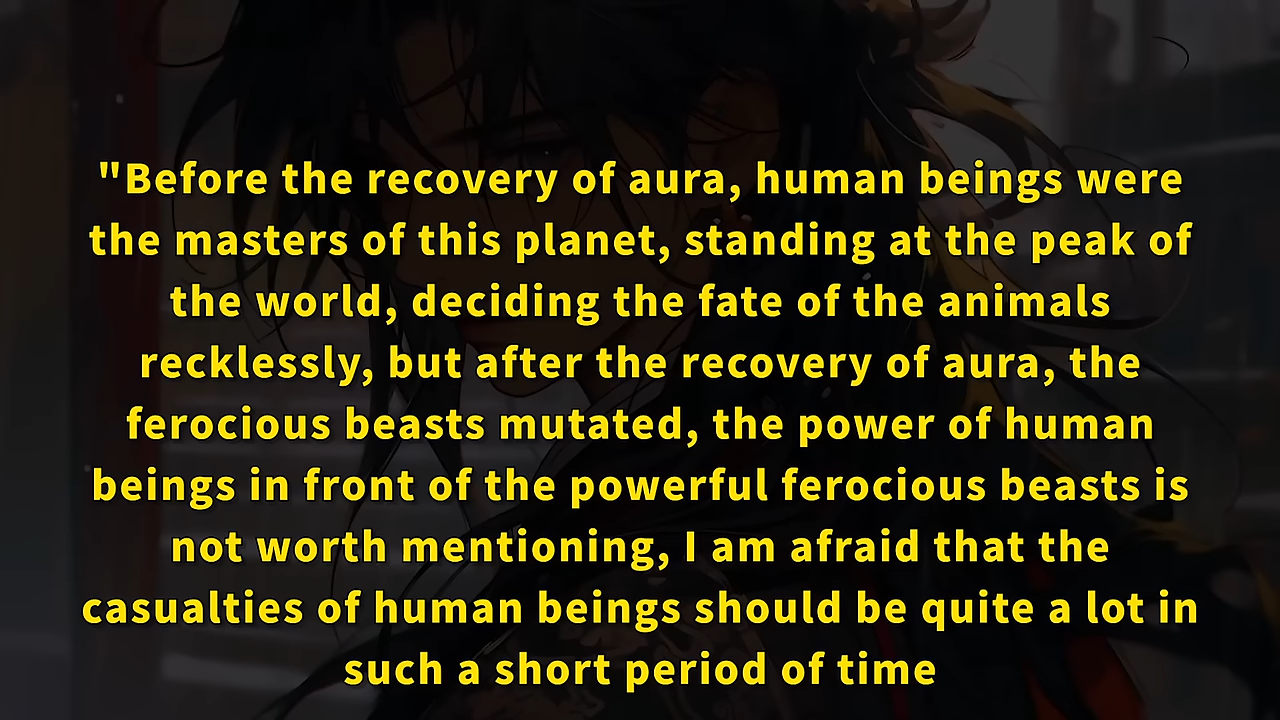 "Before the recovery of aura, human beings were
the masters of this planet, standing at the peak of
the world, deciding the fate of the animals
recklessly, but after the recovery of aura, the
ferocious beasts mutated, the power of human
beings in front of the powerful ferocious beasts is
not worth mentioning, I am afraid that the
casualties of human beings should be quite a lot in
such a short period of time